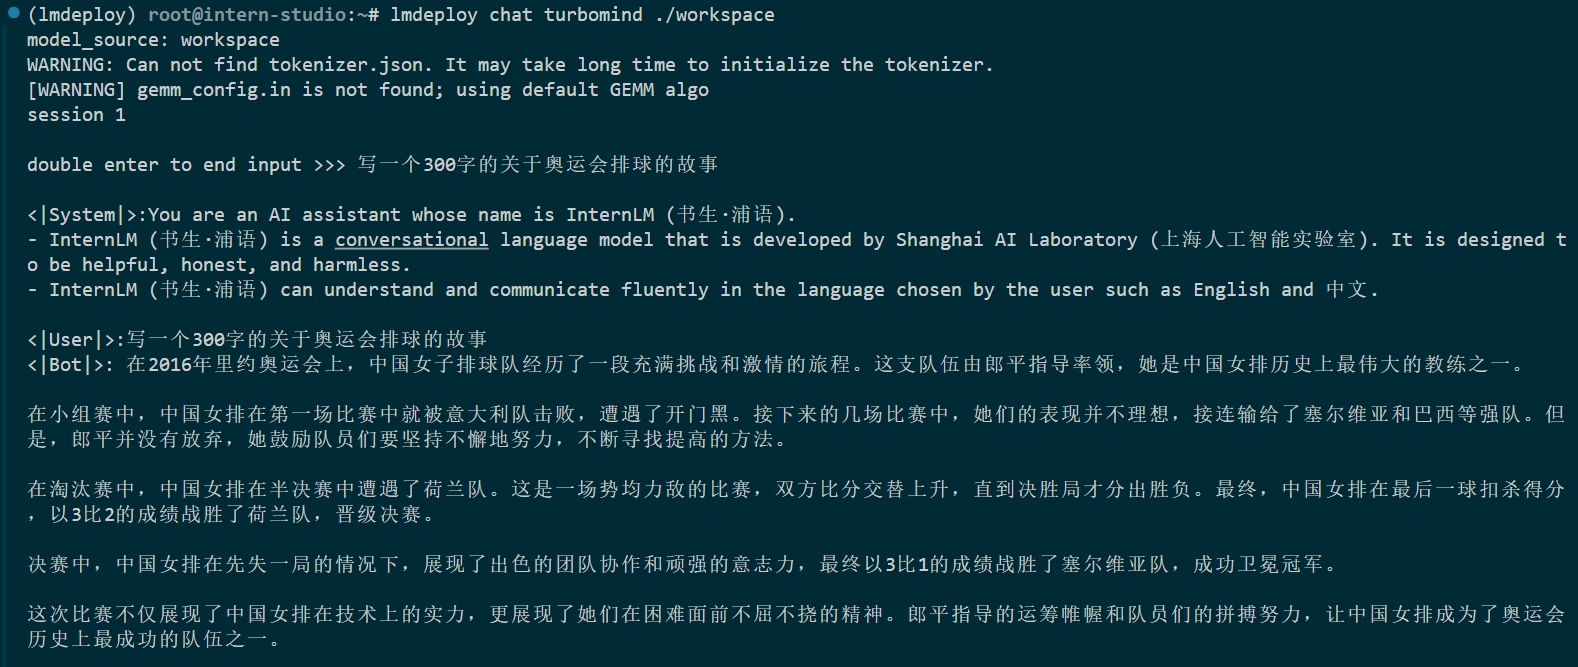 (lmdeploy) root@intern-studio:~# lmdeploy chat turbomind ./workspace
model_source: workspace
WARNING: Can not find tokenizer.json. It may take long time to initialize the tokenizer.
[WARNING] gemm_config.in is not found; using default GEMM algo
session 1
double enter to end input >>> 写一个300字的关于奥运会排球的故事
<|System|>:You are an AI assistant whose name is InternLM (书生·浦语).
- InternLM (书生·浦语) is a conversational language model that is developed by Shanghai AI Laboratory (上海人工智能实验室). It is designed t
o be helpful, honest, and harmless.
- InternLM (书生·浦语) can understand and communicate fluently in the language chosen by the user such as English and 中文.
<|User|>:写一个300字的关于奥运会排球的故事
<|Bot|>: 在2016年里约奥运会上，中国女子排球队经历了一段充满挑战和激情的旅程。这支队伍由郎平指导率领，她是中国女排历史上最伟大的教练之一。
在小组赛中，中国女排在第一场比赛中就被意大利队击败，遭遇了开门黑。接下来的几场比赛中，她们的表现并不理想，接连输给了塞尔维亚和巴西等强队。但
是，郎平并没有放弃，她鼓励队员们要坚持不懈地努力，不断寻找提高的方法。
在淘汰赛中，中国女排在半决赛中遭遇了荷兰队。这是一场势均力敌的比赛，双方比分交替上升，直到决胜局才分出胜负。最终，中国女排在最后一球扣杀得分
，以3比2的成绩战胜了荷兰队，晋级决赛。
决赛中，中国女排在先失一局的情况下，展现了出色的团队协作和顽强的意志力，最终以3比1的成绩战胜了塞尔维亚队，成功卫冕冠军。
这次比赛不仅展现了中国女排在技术上的实力，更展现了她们在困难面前不屈不挠的精神。郎平指导的运筹帷幄和队员们的拼搏努力，让中国女排成为了奥运会
历史上最成功的队伍之一。